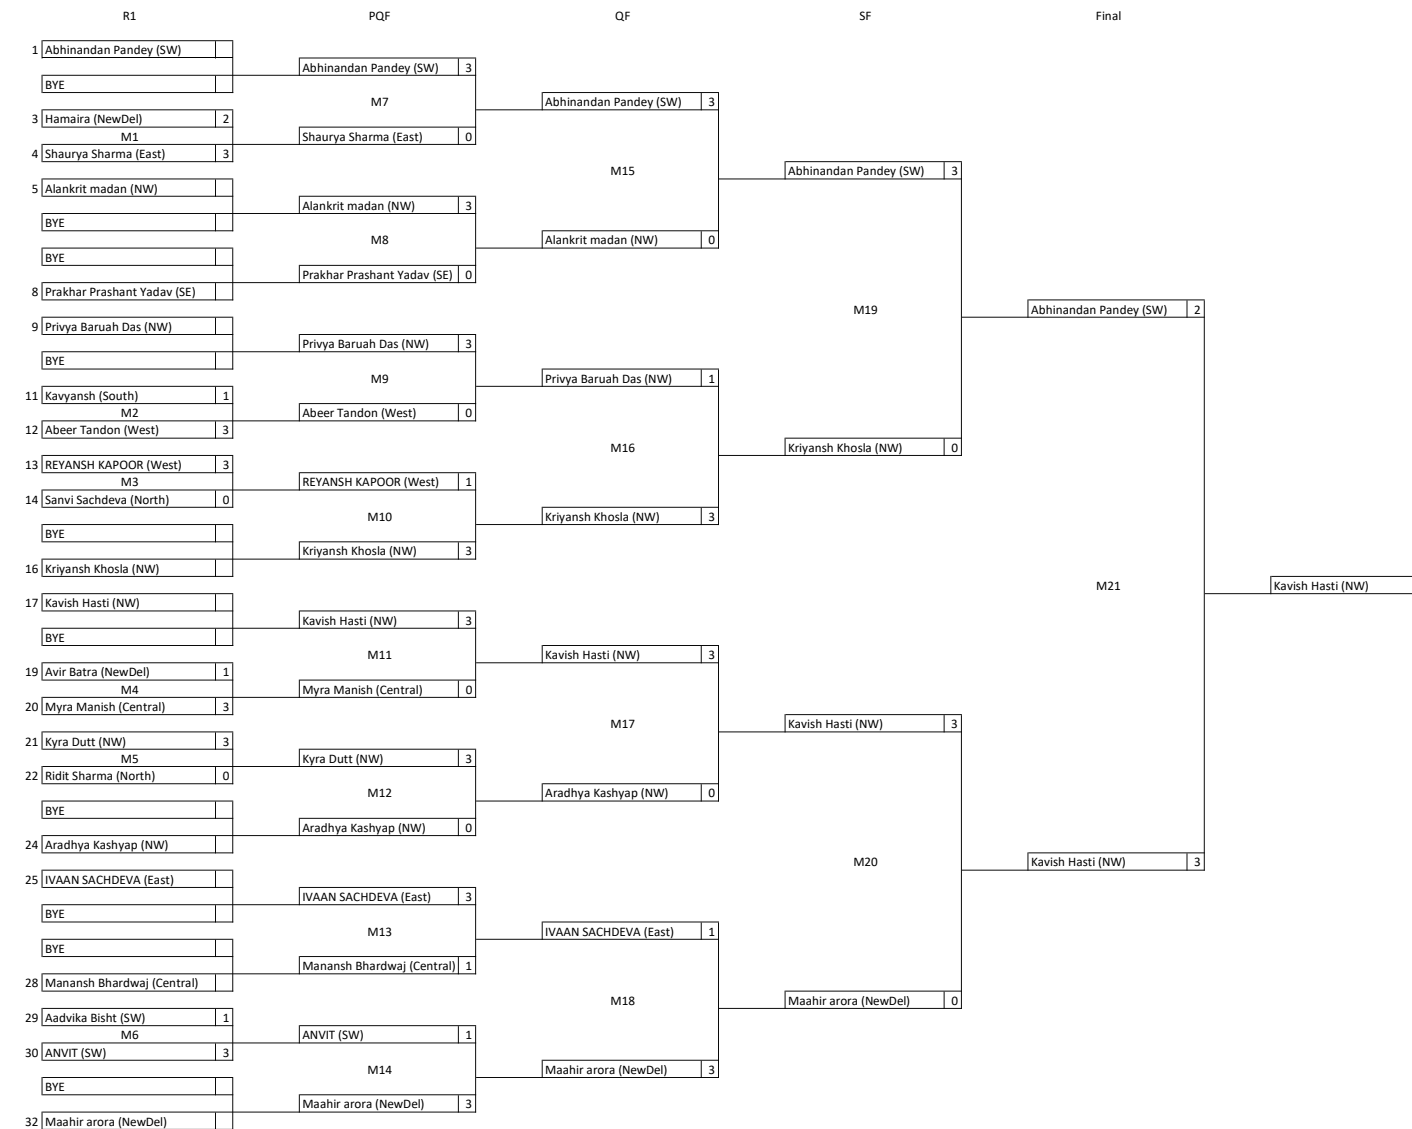 R1 PQF QF SF Final
1 Abhinandan Pandey (SW)
Abhinandan Pandey (SW) 3
BYE
M7
Abhinandan Pandey (SW) 3
3 Hamaira (NewDel) 2
M1
Shaurya Sharma (East) 0
4 Shaurya Sharma (East) 3
M15
Abhinandan Pandey (SW) 3
5 Alankrit madan (NW)
Alankrit madan (NW) 3
BYE
M8
Alankrit madan (NW) 0
BYE
Prakhar Prashant Yadav (SE) 0
8 Prakhar Prashant Yadav (SE)
M19
Abhinandan Pandey (SW) 2
9 Privya Baruah Das (NW)
Privya Baruah Das (NW) 3
BYE
M9
Privya Baruah Das (NW) 1
11 Kavyansh (South) 1
M2
Abeer Tandon (West) 0
12 Abeer Tandon (West) 3
M16
Kriyansh Khosla (NW) 0
13 REYANSH KAPOOR (West) 3
M3
REYANSH KAPOOR (West) 1
14 Sanvi Sachdeva (North) 0
M10
Kriyansh Khosla (NW) 3
BYE
Kriyansh Khosla (NW) 3
16 Kriyansh Khosla (NW)
M21
Kavish Hasti (NW)
17 Kavish Hasti (NW)
Kavish Hasti (NW) 3
BYE
M11
Kavish Hasti (NW) 3
19 Avir Batra (NewDel) 1
M4
Myra Manish (Central) 0
20 Myra Manish (Central) 3
M17
Kavish Hasti (NW) 3
21 Kyra Dutt (NW) 3
M5
Kyra Dutt (NW) 3
22 Ridit Sharma (North) 0
M12
Aradhya Kashyap (NW) 0
BYE
Aradhya Kashyap (NW) 0
24 Aradhya Kashyap (NW)
M20
Kavish Hasti (NW) 3
25 IVAAN SACHDEVA (East)
IVAAN SACHDEVA (East) 3
BYE
M13
IVAAN SACHDEVA (East) 1
BYE
Manansh Bhardwaj (Central) 1
28 Manansh Bhardwaj (Central)
M18
Maahir arora (NewDel) 0
29 Aadvika Bisht (SW) 1
M6
ANVIT (SW) 1
30 ANVIT (SW) 3
M14
Maahir arora (NewDel) 3
BYE
Maahir arora (NewDel) 3
32 Maahir arora (NewDel)